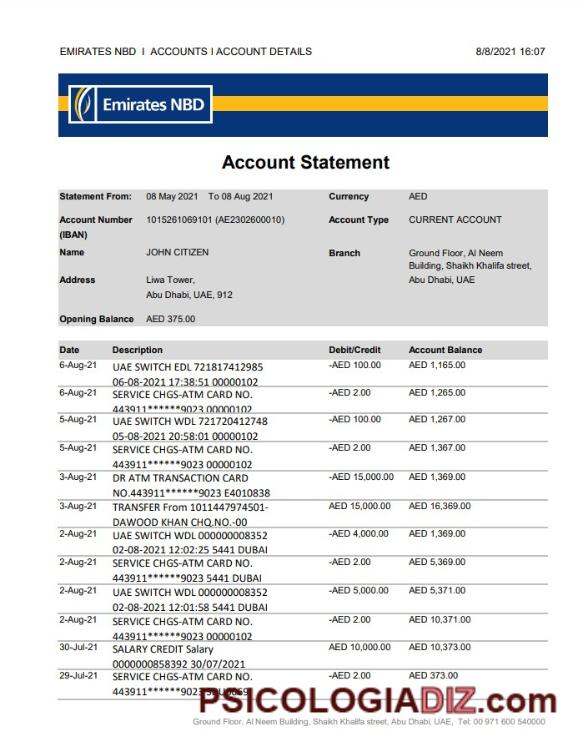 EMIRATES NBD I ACCOUNTS I ACCOUNT DETAILS 8/8/2021 16:07
Emirates NBD
Account Statement
Statement From: 08 May 2021 To 08 Aug 2021 Currency AED
Account Number 1015261069101 (AE2302600010) Account Type CURRENT ACCOUNT
(IBAN)
Name JOHN CITIZEN Branch Ground Floor, Al Neem
Building, Shaikh Khalifa street,
Address Liwa Tower, Abu Dhabi, UAE
Abu Dhabi, UAE, 912
Opening Balance AED 375.00
Date Description Debit/Credit Account Balance
6-Aug-21 UAE SWITCH EDL 721817412985 -AED 100.00 AED 1,165.00
06-08-2021 17:38:51 00000102
6-Aug-21 SERVICE CHGS-ATM CARD NO. -AED 2.00 AED 1,265.00
443911******9023 00000102
5-Aug-21 UAE SWITCH WDL 721720412748 -AED 100.00 AED 1,267.00
05-08-2021 20:58:01 00000102
5-Aug-21 SERVICE CHGS-ATM CARD NO. -AED 2.00 AED 1,367.00
443911******9023 00000102
3-Aug-21 DR ATM TRANSACTION CARD -AED 15,000.00 AED 1,369.00
NO.443911******9023 E4010838
3-Aug-21 TRANSFER From 1011447974501- AED 15,000.00 AED 16,369.00
DAWOOD KHAN CHQ.NO.-00
2-Aug-21 UAE SWITCH WDL 000000008352 -AED 4,000.00 AED 1,369.00
02-08-2021 12:02:25 5441 DUBAI
2-Aug-21 SERVICE CHGS-ATM CARD NO. -AED 2.00 AED 5,369.00
443911******9023 5441 DUBAI
2-Aug-21 UAE SWITCH WDL 000000008352 -AED 5,000.00 AED 5,371.00
02-08-2021 12:01:58 5441 DUBAI
2-Aug-21 SERVICE CHGS-ATM CARD NO. -AED 2.00 AED 10,371.00
443911******9023 00000102
30-Jul-21 SALARY CREDIT Salary AED 10,000.00 AED 10,373.00
0000000858392 30/07/2021
29-Jul-21 SERVICE CHGS-ATM CARD NO. -AED 2.00 AED 373.00
443911******9023
PSICOLOGIADIZ.com
Ground Floor, Al Neem Building, Shaikh Khalifa street, Abu Dhabi, UAE, Tel: 00 971 600 540000